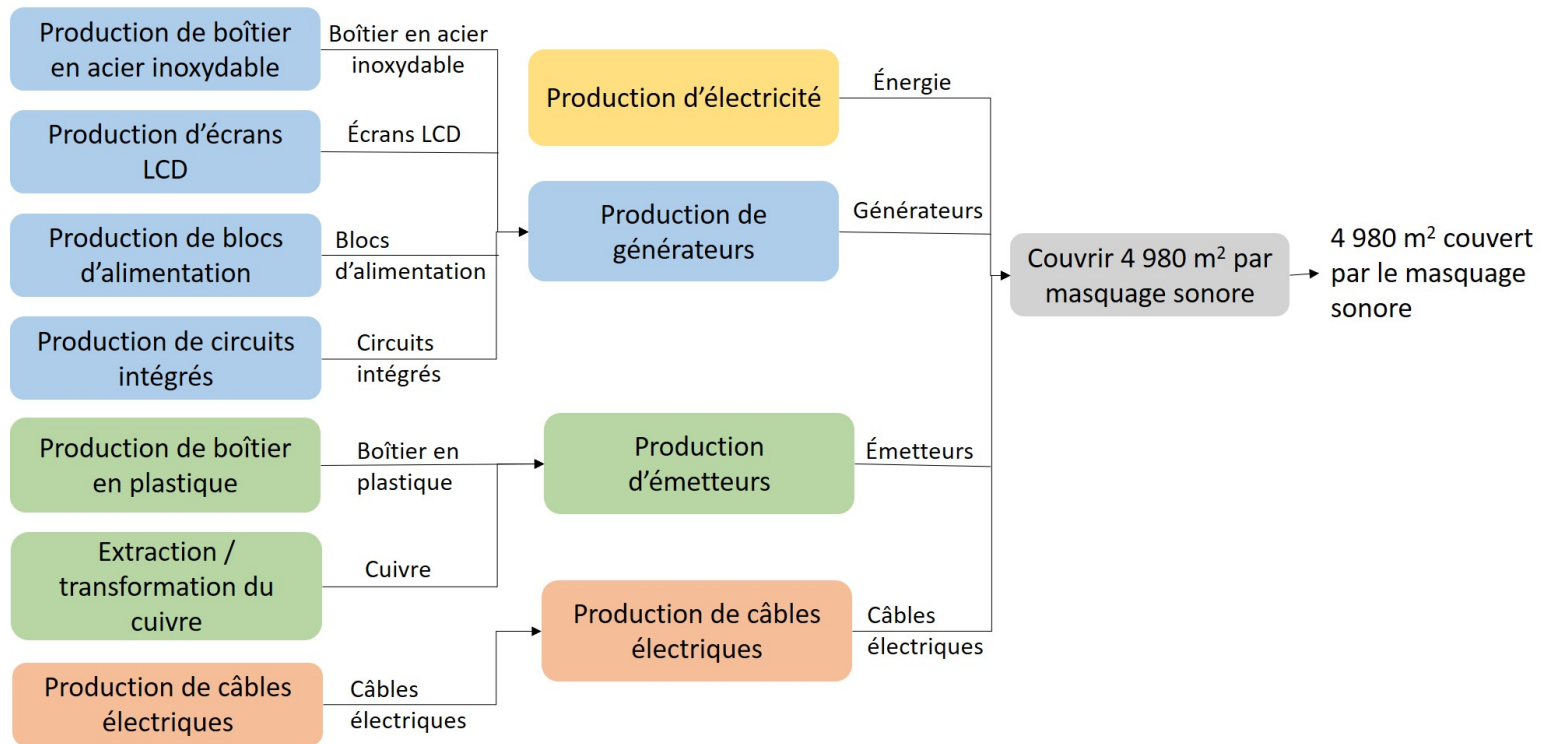 Production de boîtier
en acier inoxydable
Boîtier en acier
inoxydable
Production d'écrans
LCD
Écrans LCD
Production de blocs
d'alimentation
Blocs
d'alimentation
Production de circuits
intégrés
Circuits
intégrés
Production de boîtier
en plastique
Boîtier en
plastique
Extraction /
transformation du
cuivre
Cuivre
Production de câbles
électriques
Câbles
électriques
Production d'électricité
Énergie
Production de
générateurs
Générateurs
Production
d'émetteurs
Émetteurs
Production de câbles
électriques
Câbles
électriques
Couvrir 4 980 m² par
masquage sonore
4 980 m² couvert
par le masquage
sonore